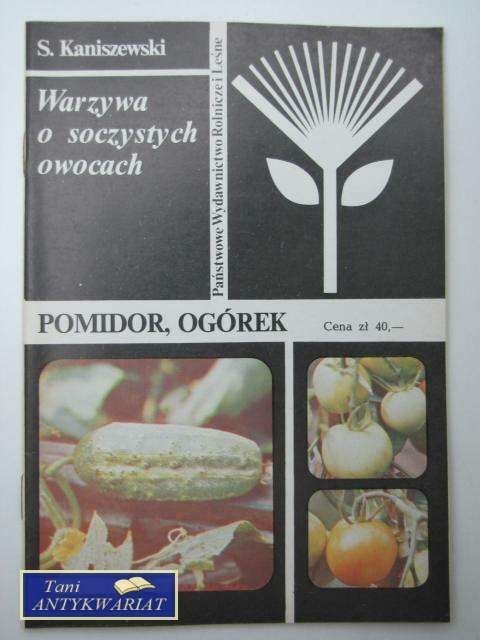 S. Kaniszewski
Warzywa
o soczystych
owocach
Państwowe Wydawnictwo Rolnicze i Leśne
POMIDOR, OGÓREK
Cena zł 40,—
Tani
ANTYKWARIAT